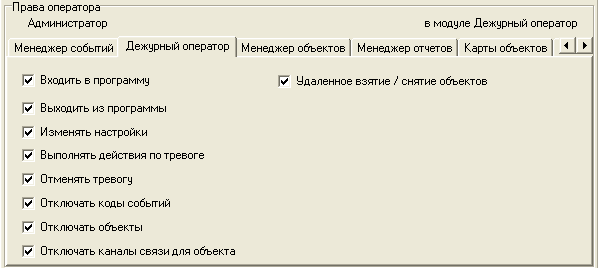 Права оператора
Администратор в модуле Дежурный оператор
Менеджер событий Дежурный оператор Менеджер объектов Менеджер отчетов Карты объектов
Входить в программу Удаленное взятие / снятие объектов
Выходить из программы
Изменять настройки
Выполнять действия по тревоге
Отменять тревогу
Отключать коды событий
Отключать объекты
Отключать каналы связи для объекта